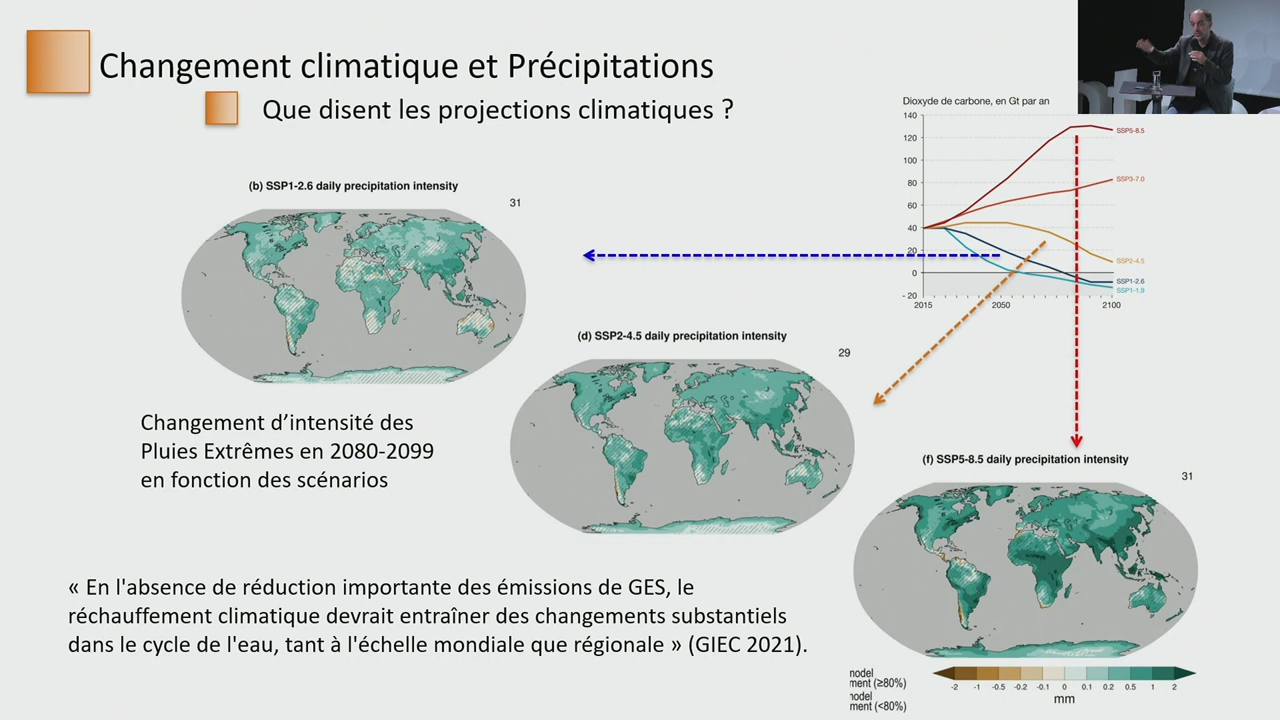 Changement climatique et Précipitations
Que disent les projections climatiques ?
Dioxyde de carbone, en Gt par an
140
120
100
80
60
40
20
0
- 20
2015
2050
2100
SSP5-8.5
SSP3-7.0
SSP2-4.5
SSP1-2.6
SSP1-1.9
(b) SSP1-2.6 daily precipitation intensity
31
(d) SSP2-4.5 daily precipitation intensity
29
Changement d’intensité des
Pluies Extrêmes en 2080-2099
en fonction des scénarios
(f) SSP5-8.5 daily precipitation intensity
31
« En l'absence de réduction importante des émissions de GES, le
réchauffement climatique devrait entraîner des changements substantiels
dans le cycle de l'eau, tant à l'échelle mondiale que régionale » (GIEC 2021).
nodel
ment (≥80%)
nodel
ment (<80%)
-2 -1 -0.5 -0.2 -0.1 0 0.1 0.2 0.5 1 2
mm